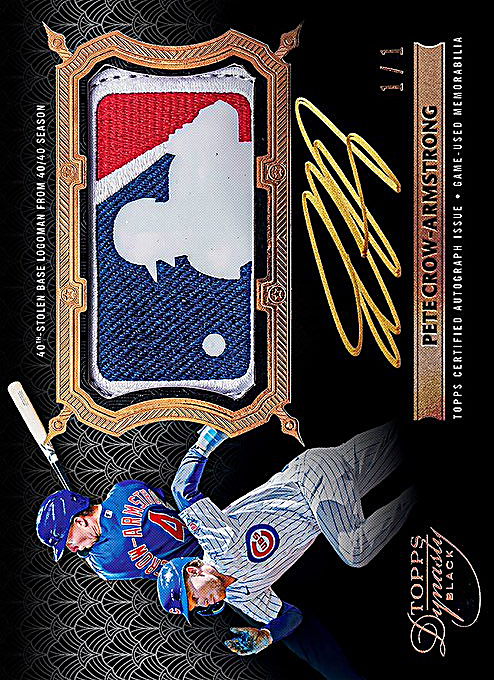 40TH-STOLEN BASE LOGOMAN FROM 40/40 SEASON
1/1
PETE CROW-ARMSTRONG
TOPPS CERTIFIED AUTOGRAPH ISSUE • GAME-USED MEMORABILIA
TOPPS
Dynasty
BLACK
4